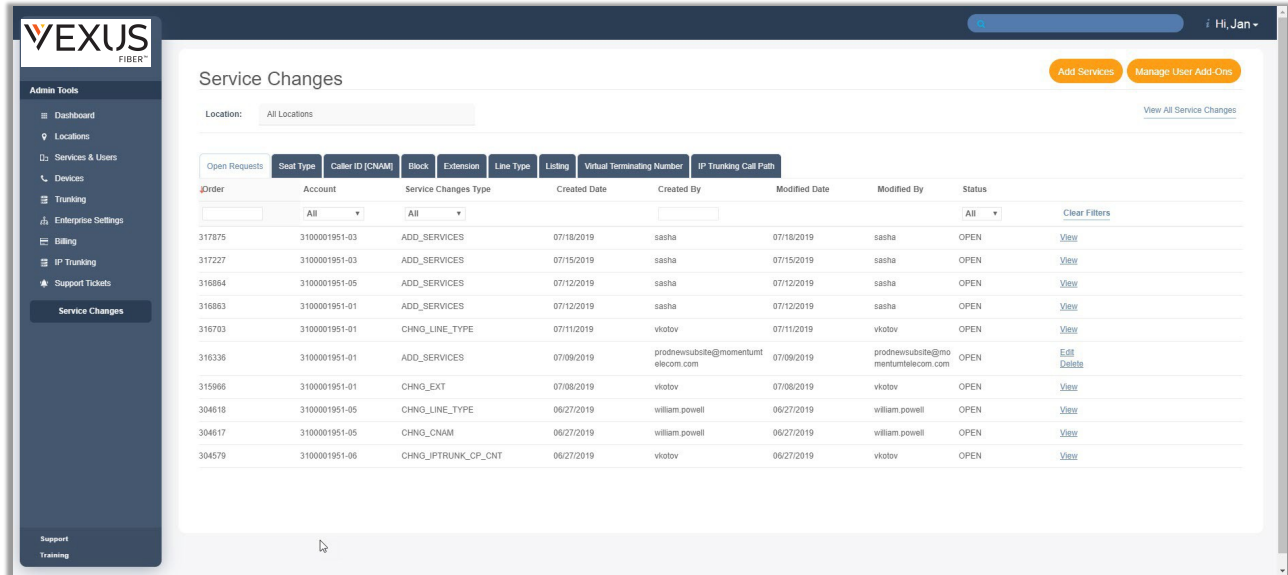 VEXUS
FIBER™
Hi, Jan
Admin Tools
Dashboard
Locations
Services & Users
Devices
Trunking
Enterprise Settings
Billing
IP Trunking
Support Tickets
Service Changes
Support
Training
Service Changes
Add Services Manage User Add-Ons
Location: All Locations
View All Service Changes
Open Requests Seat Type Caller ID [CNAM] Block Extension Line Type Listing Virtual Terminating Number IP Trunking Call Path
Order Account Service Changes Type Created Date Created By Modified Date Modified By Status
All All All Clear Filters
317875 3100001951-03 ADD_SERVICES 07/18/2019 sasha 07/18/2019 sasha OPEN View
317227 3100001951-03 ADD_SERVICES 07/15/2019 sasha 07/15/2019 sasha OPEN View
316864 3100001951-05 ADD_SERVICES 07/12/2019 sasha 07/12/2019 sasha OPEN View
316863 3100001951-01 ADD_SERVICES 07/12/2019 sasha 07/12/2019 sasha OPEN View
316703 3100001951-01 CHNG_LINE_TYPE 07/11/2019 vkotov 07/11/2019 vkotov OPEN View
316336 3100001951-01 ADD_SERVICES 07/09/2019 prodnewsubsite@momentumt 07/09/2019 prodnewsubsite@mo OPEN Edit
elecom.com mentumtelecom.com Delete
315966 3100001951-01 CHNG_EXT 07/08/2019 vkotov 07/08/2019 vkotov OPEN View
304618 3100001951-05 CHNG_LINE_TYPE 06/27/2019 william.powell 06/27/2019 william.powell OPEN View
304617 3100001951-05 CHNG_CNAM 06/27/2019 william.powell 06/27/2019 william.powell OPEN View
304579 3100001951-06 CHNG_IPTRUNK_CP_CNT 06/27/2019 vkotov 06/27/2019 vkotov OPEN View